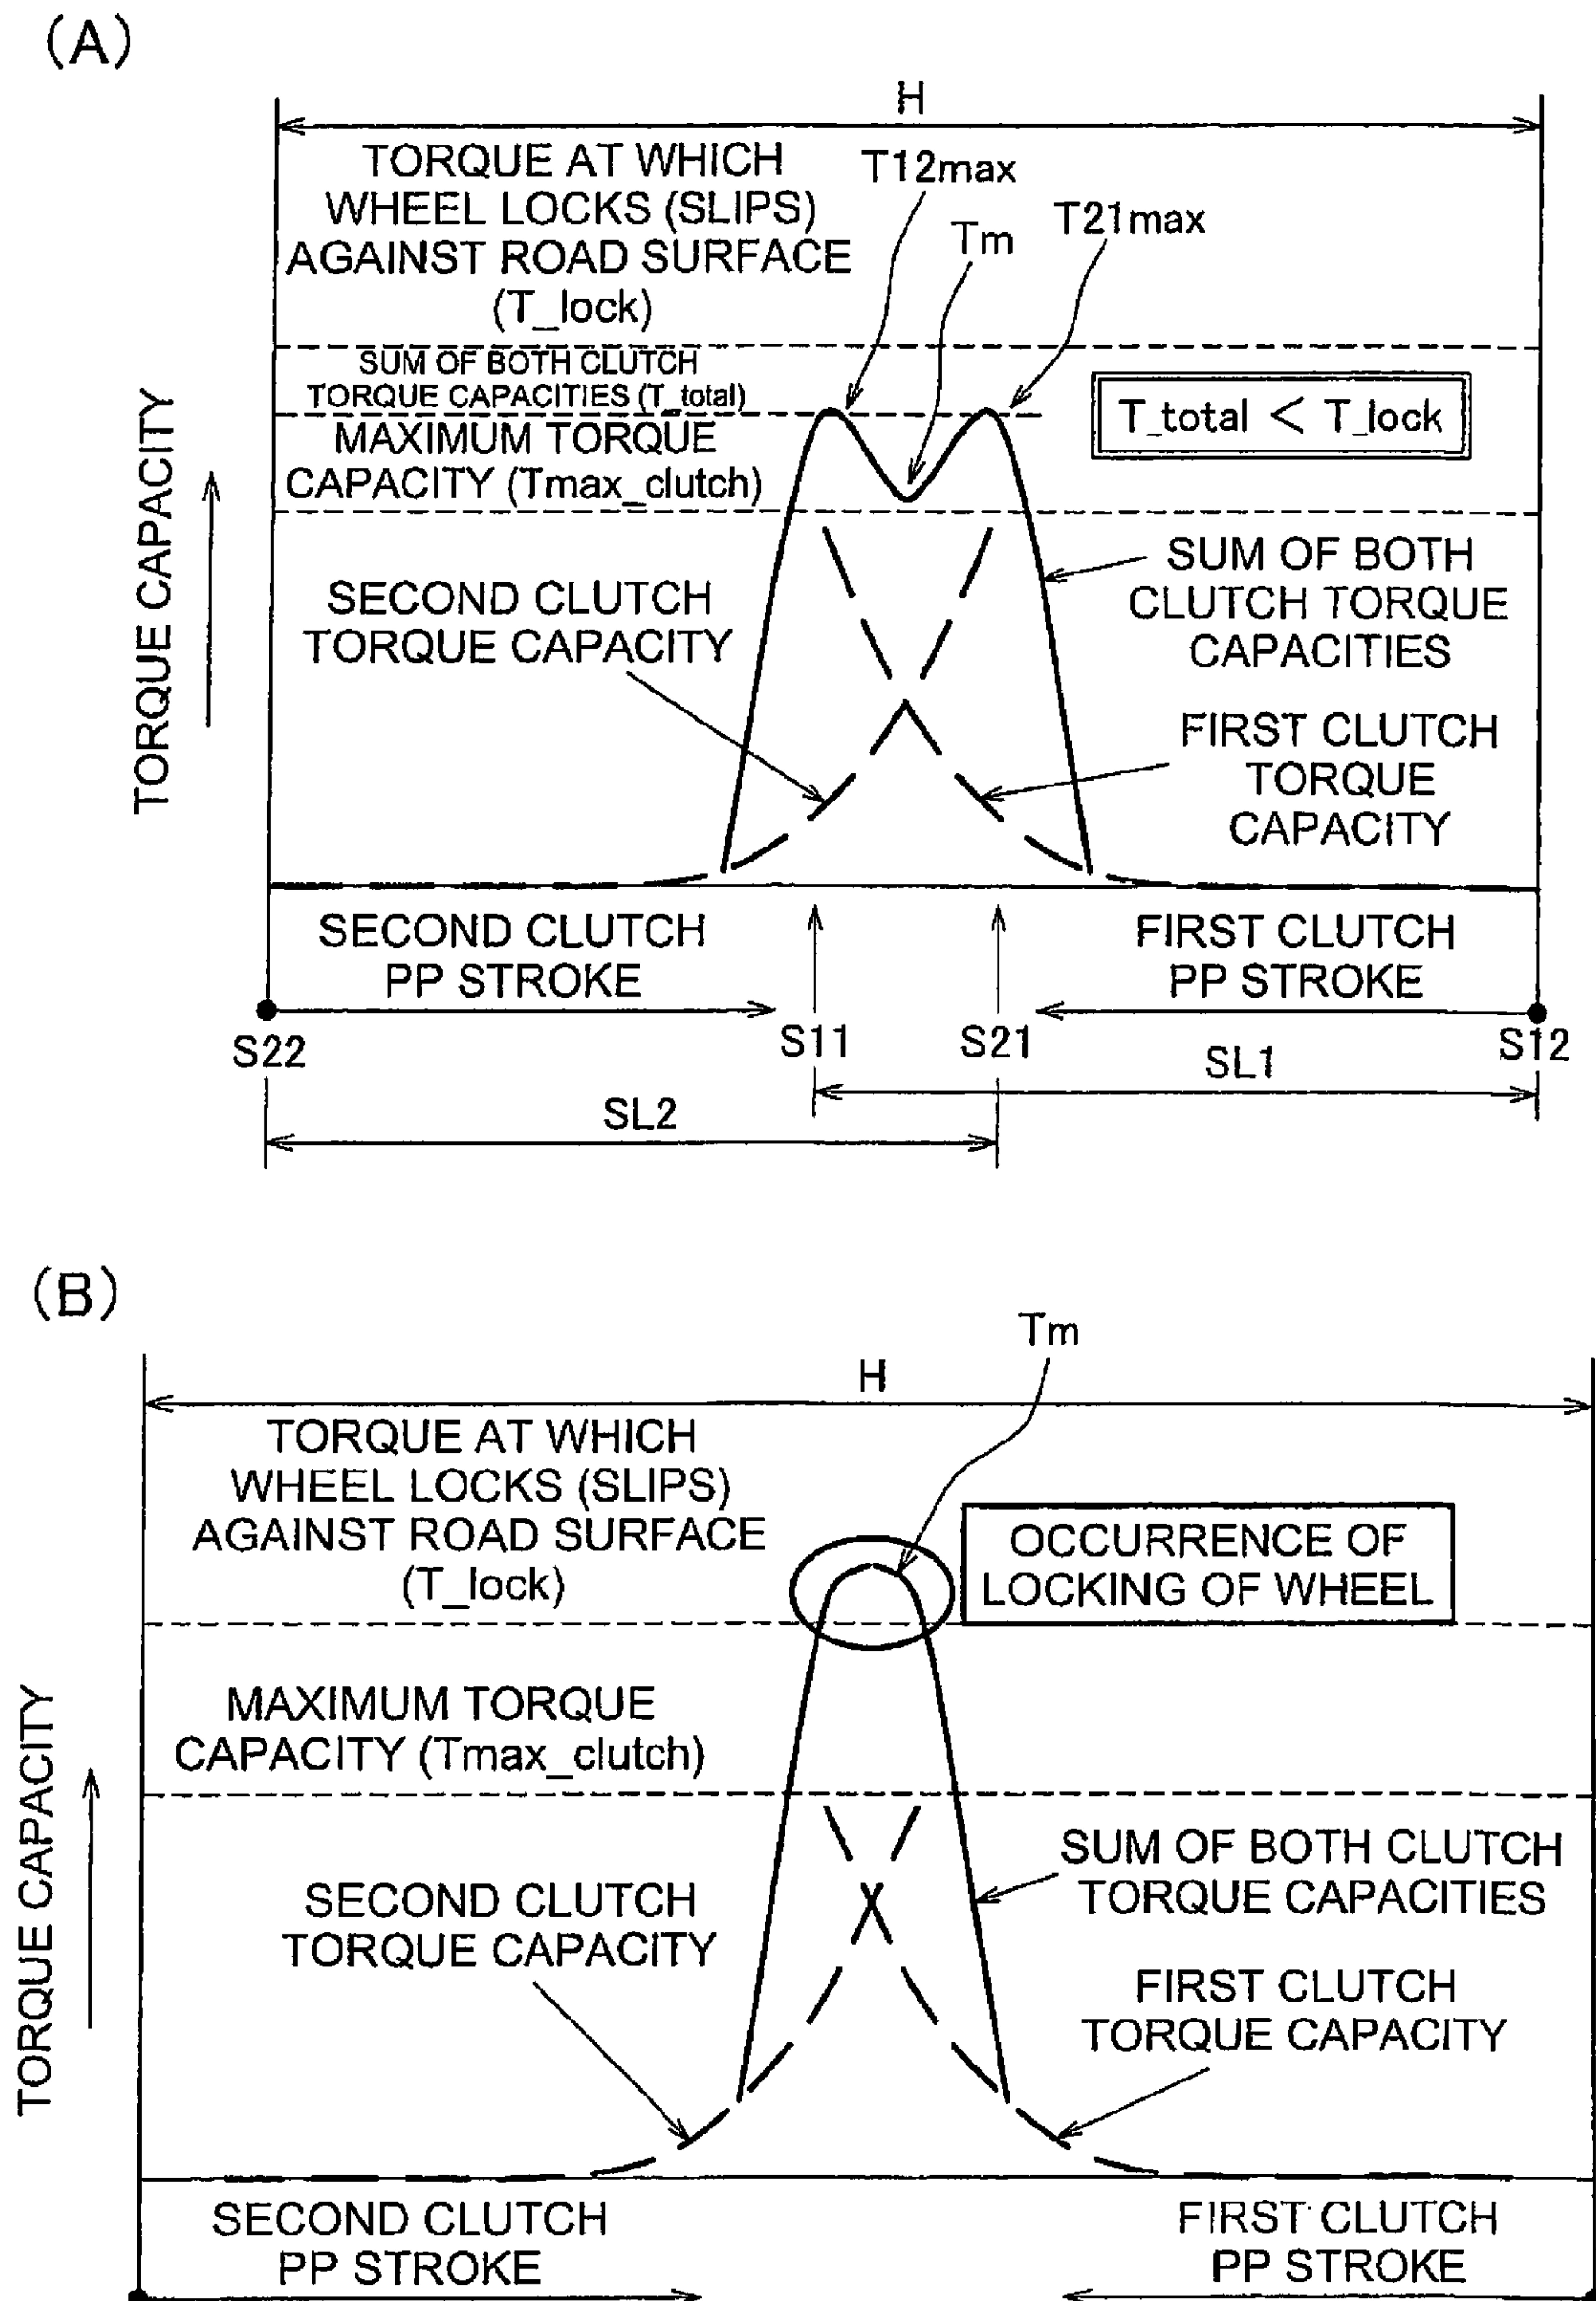 (A)
H
TORQUE AT WHICH
WHEEL LOCKS (SLIPS)
AGAINST ROAD SURFACE
(T_lock)
T12max
Tm
T21max
SUM OF BOTH CLUTCH
TORQUE CAPACITIES (T_total)
T_total < T_lock
MAXIMUM TORQUE
CAPACITY (Tmax_clutch)
TORQUE CAPACITY
SECOND CLUTCH
TORQUE CAPACITY
SUM OF BOTH
CLUTCH TORQUE
CAPACITIES
FIRST CLUTCH
TORQUE
CAPACITY
SECOND CLUTCH
PP STROKE
FIRST CLUTCH
PP STROKE
S22
S11
S21
S12
SL1
SL2
(B)
Tm
H
TORQUE AT WHICH
WHEEL LOCKS (SLIPS)
AGAINST ROAD SURFACE
(T_lock)
OCCURRENCE OF
LOCKING OF WHEEL
MAXIMUM TORQUE
CAPACITY (Tmax_clutch)
TORQUE CAPACITY
SECOND CLUTCH
TORQUE CAPACITY
SUM OF BOTH CLUTCH
TORQUE CAPACITIES
FIRST CLUTCH
TORQUE CAPACITY
SECOND CLUTCH
PP STROKE
FIRST CLUTCH
PP STROKE